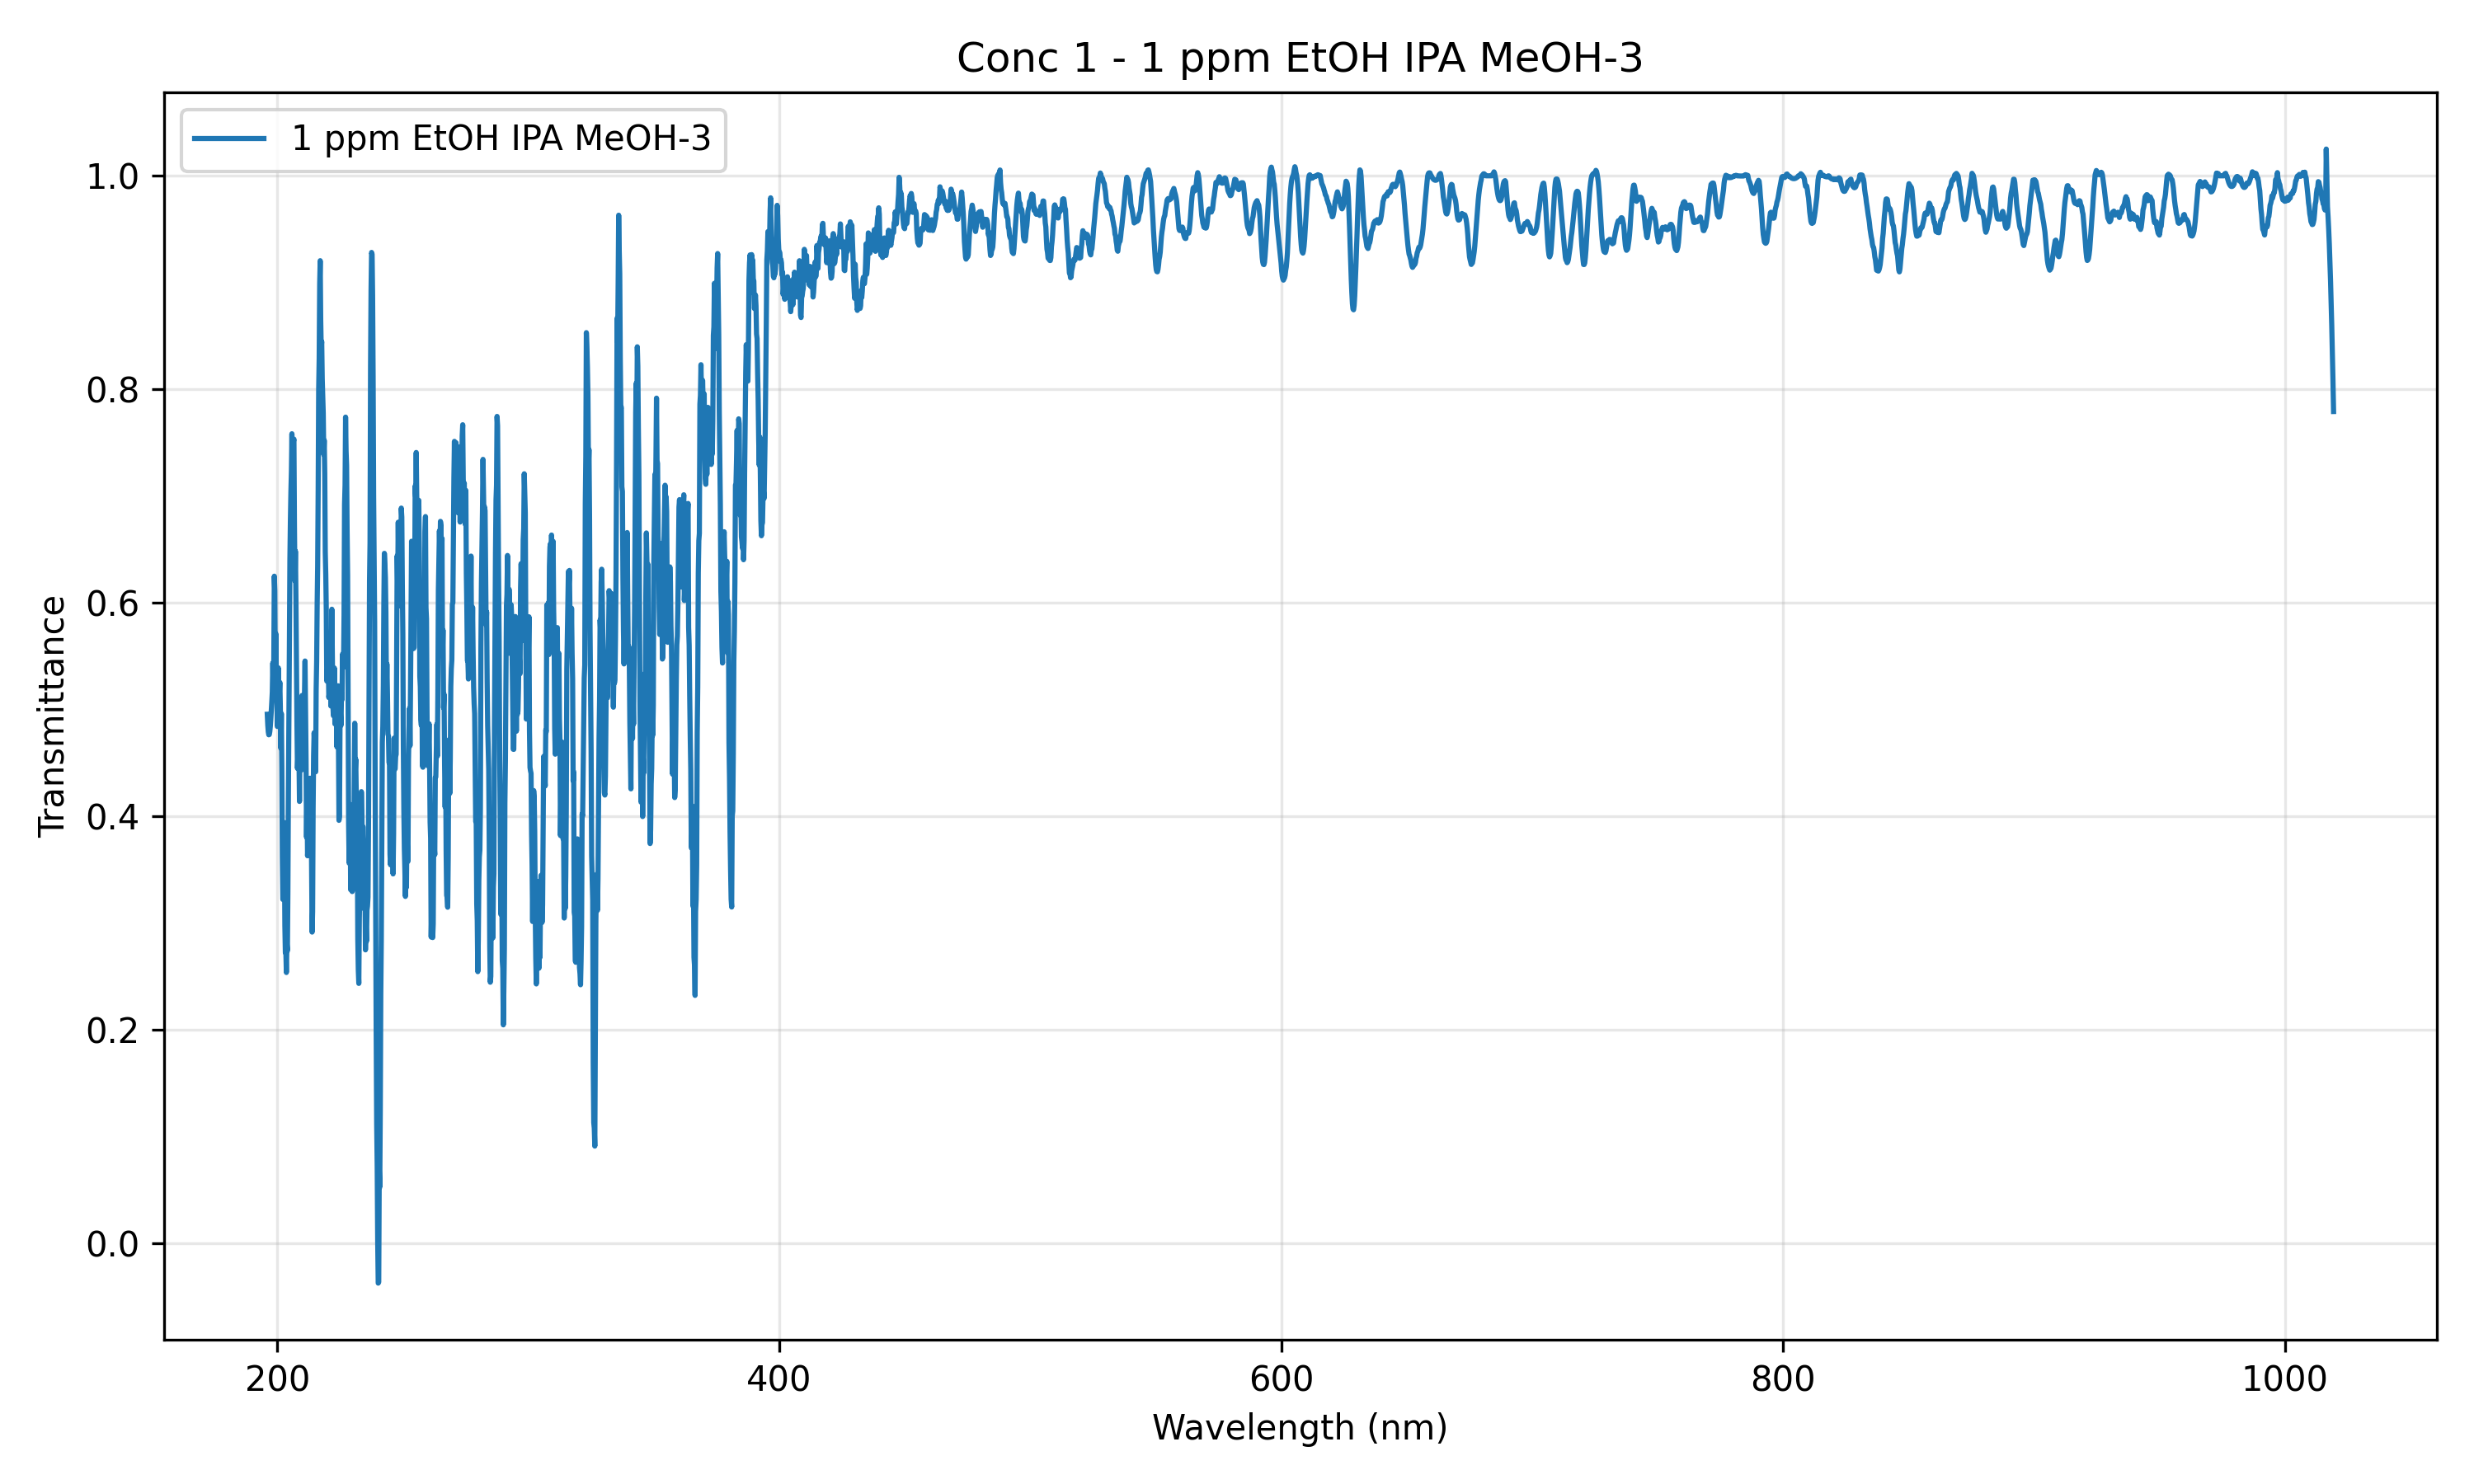 Conc 1 - 1 ppm EtOH IPA MeOH-3
1 ppm EtOH IPA MeOH-3
1.0
0.8
0.6
0.4
0.2
0.0
Transmittance
200
400
600
800
1000
Wavelength (nm)